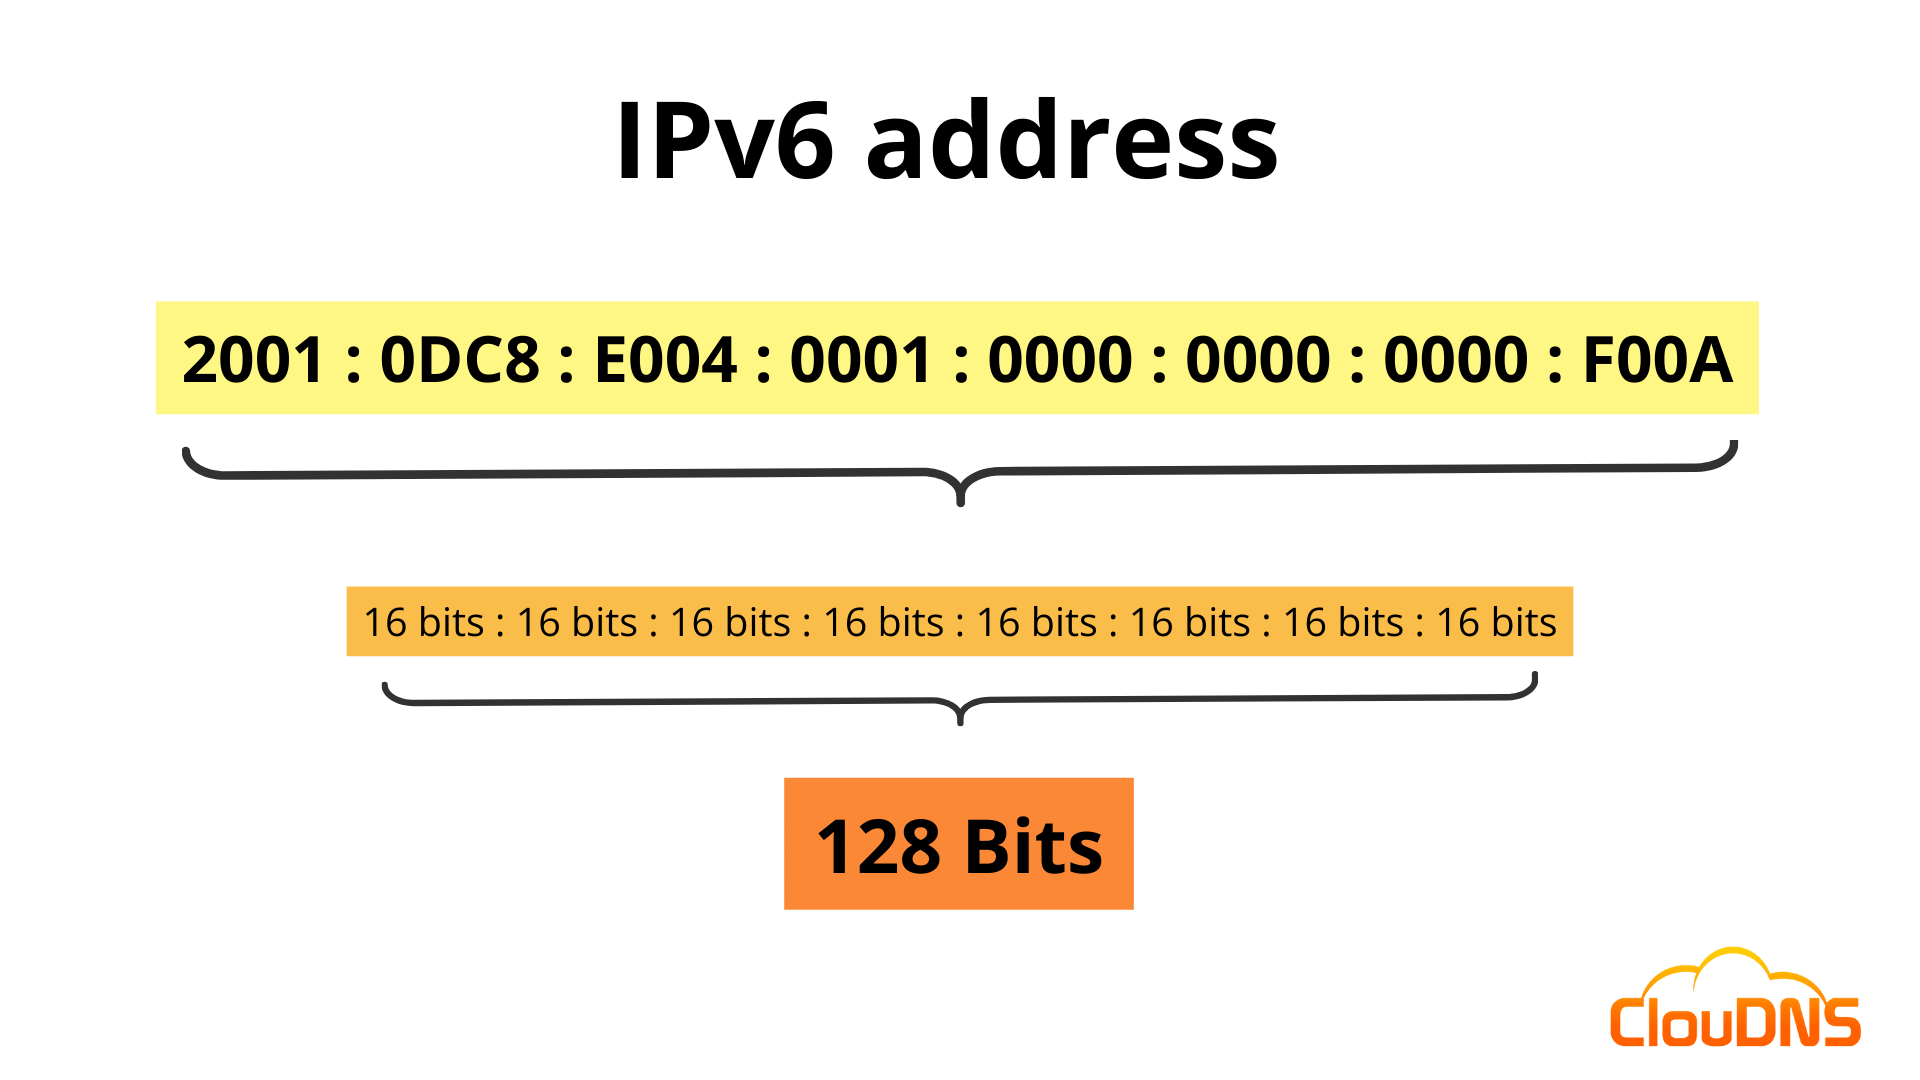 IPv6 address
2001 : 0DC8 : E004 : 0001 : 0000 : 0000 : 0000 : F00A
16 bits : 16 bits : 16 bits : 16 bits : 16 bits : 16 bits : 16 bits : 16 bits
128 Bits
ClouDNS